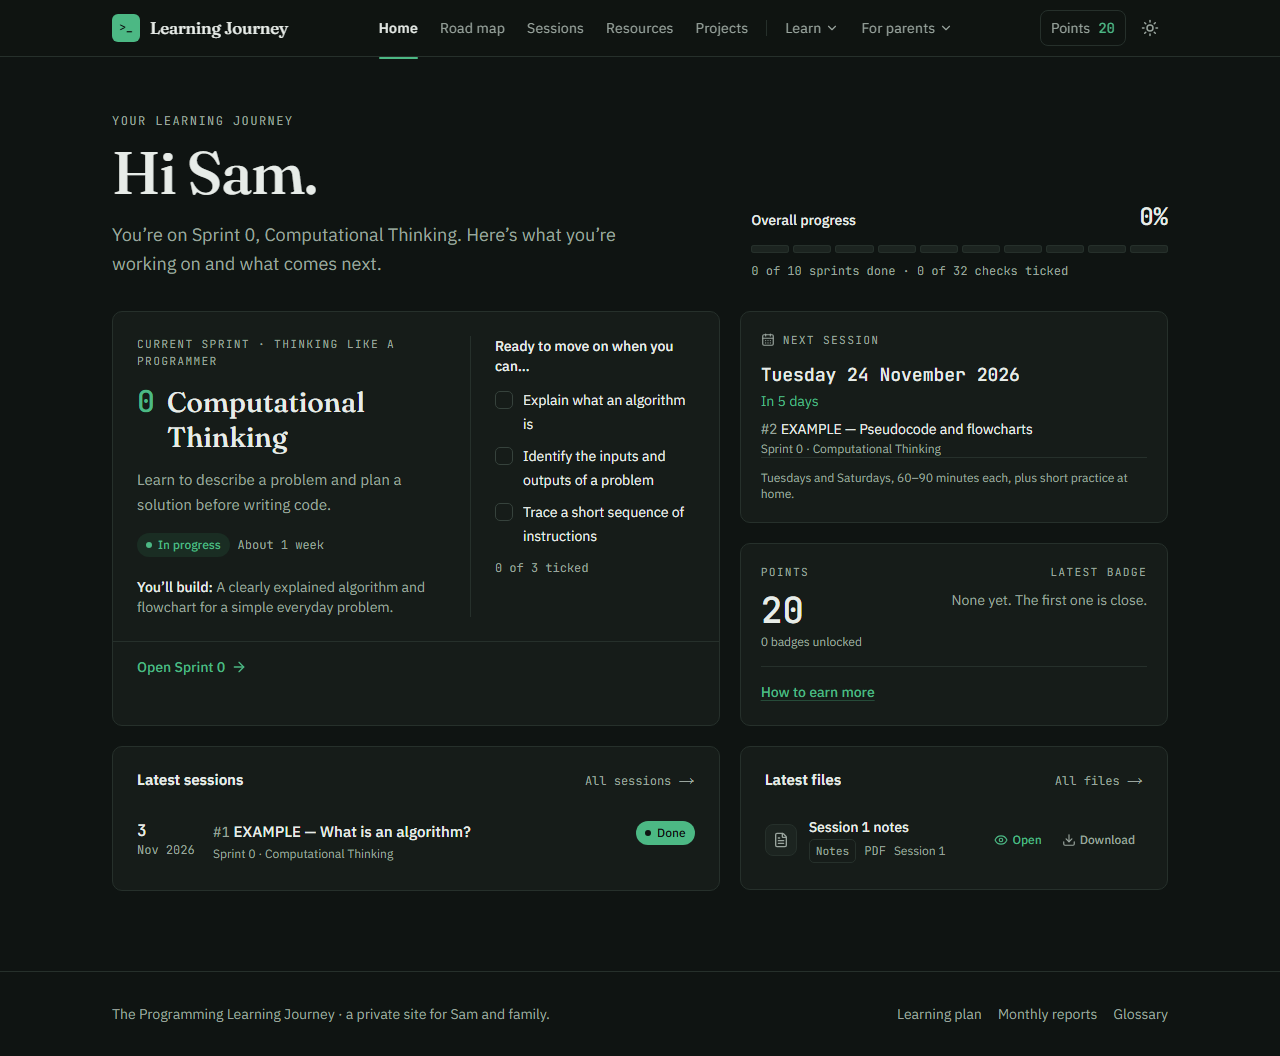 >_ Learning Journey
Home
Road map
Sessions
Resources
Projects
Learn
For parents
Points 20
YOUR LEARNING JOURNEY
Hi Sam.
You’re on Sprint 0, Computational Thinking. Here’s what you’re
working on and what comes next.
Overall progress
0%
0 of 10 sprints done · 0 of 32 checks ticked
CURRENT SPRINT · THINKING LIKE A
PROGRAMMER
0 Computational
Thinking
Learn to describe a problem and plan a
solution before writing code.
In progress
About 1 week
You’ll build: A clearly explained algorithm and
flowchart for a simple everyday problem.
Ready to move on when you
can...
Explain what an algorithm
is
Identify the inputs and
outputs of a problem
Trace a short sequence of
instructions
0 of 3 ticked
Open Sprint 0 →
NEXT SESSION
Tuesday 24 November 2026
In 5 days
#2 EXAMPLE — Pseudocode and flowcharts
Sprint 0 · Computational Thinking
Tuesdays and Saturdays, 60–90 minutes each, plus short practice at
home.
POINTS
20
0 badges unlocked
LATEST BADGE
None yet. The first one is close.
How to earn more
Latest sessions
All sessions →
3
Nov 2026
#1 EXAMPLE — What is an algorithm?
Sprint 0 · Computational Thinking
Done
Latest files
All files →
Session 1 notes
Notes PDF Session 1
Open
Download
The Programming Learning Journey · a private site for Sam and family.
Learning plan
Monthly reports
Glossary